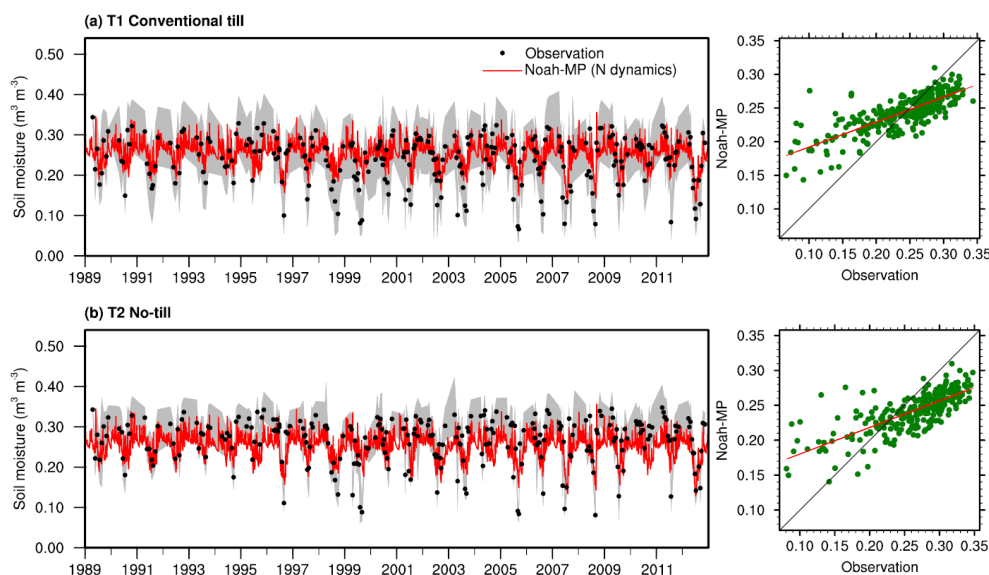 (a) T1 Conventional till
Soil moisture (m³ m⁻³)
0.50
0.40
0.30
0.20
0.10
0.00
Observation
Noah-MP (N dynamics)
1989 1991 1993 1995 1997 1999 2001 2003 2005 2007 2009 2011
Noah-MP
0.35
0.30
0.25
0.20
0.15
0.10
0.10 0.15 0.20 0.25 0.30 0.35
Observation
(b) T2 No-till
Soil moisture (m³ m⁻³)
0.50
0.40
0.30
0.20
0.10
0.00
1989 1991 1993 1995 1997 1999 2001 2003 2005 2007 2009 2011
Noah-MP
0.35
0.30
0.25
0.20
0.15
0.10
0.10 0.15 0.20 0.25 0.30 0.35
Observation